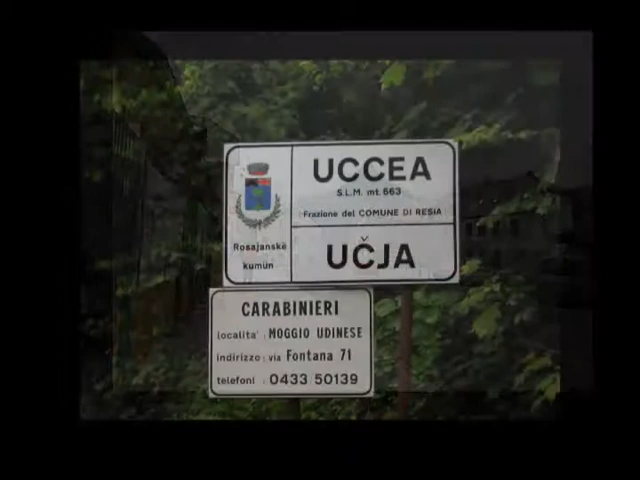 UCCEA
S.L.M. mt. 663
Frazione del COMUNE DI RESIA
Rosajanskë
kumün
UČJA
CARABINIERI
localita' : MOGGIO UDINESE
indirizzo : via Fontana 71
telefoni : 0433 50139